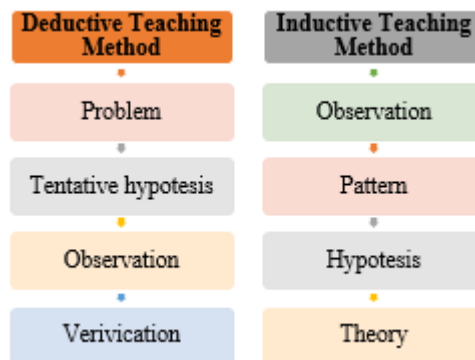 Deductive Teaching
Method
Problem
Tentative hypotesis
Observation
Verivication
Inductive Teaching
Method
Observation
Pattern
Hypotesis
Theory